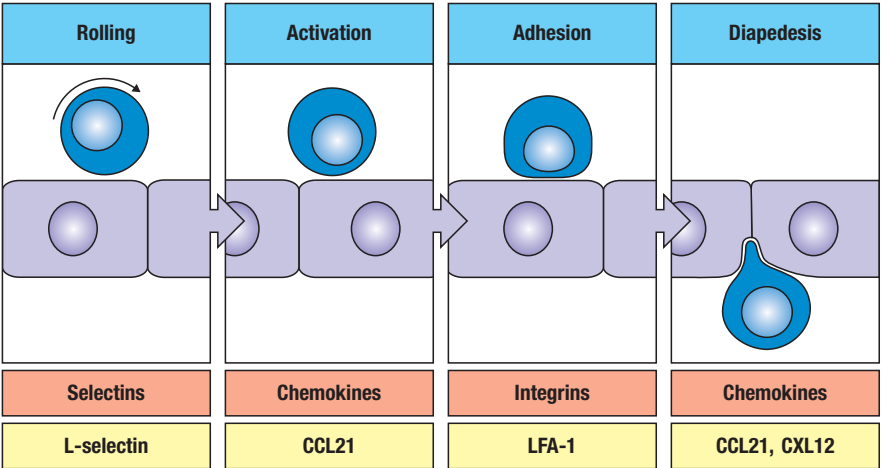 Rolling
Activation
Adhesion
Diapedesis
Selectins
Chemokines
Integrins
Chemokines
L-selectin
CCL21
LFA-1
CCL21, CXL12